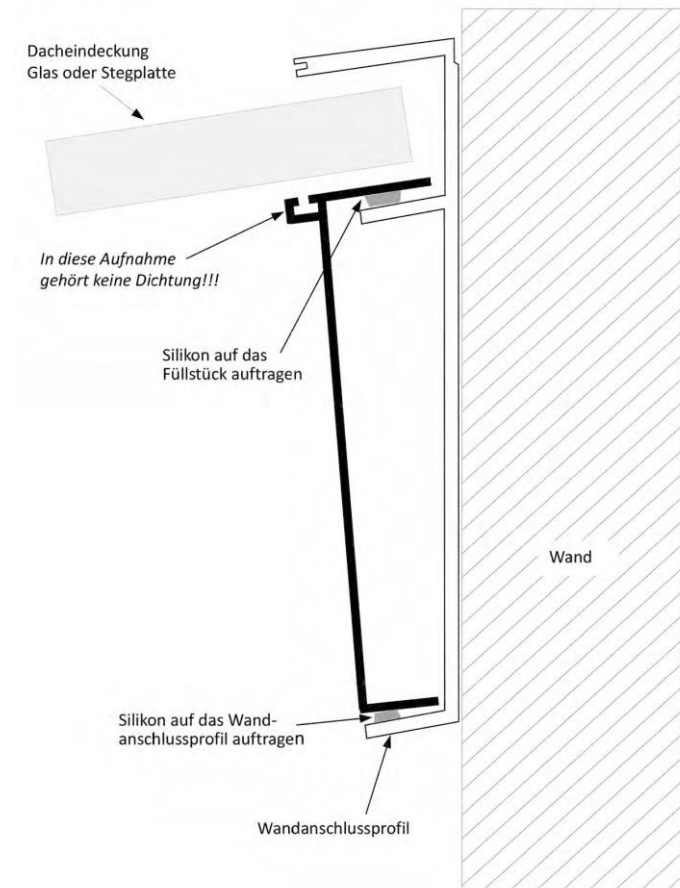 Dacheindeckung
Glas oder Stegplatte
In diese Aufnahme
gehört keine Dichtung!!!
Silikon auf das
Füllstück auftragen
Wand
Silikon auf das Wand-
anschlussprofil auftragen
Wandanschlussprofil